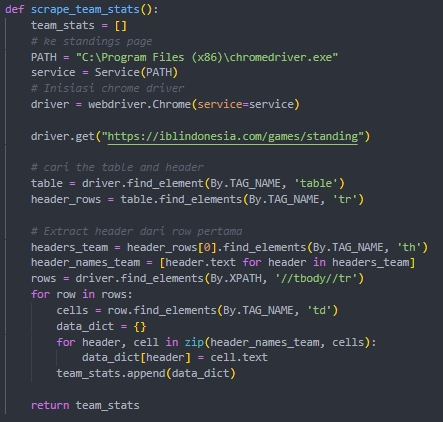 def scrape_team_stats():
    team_stats = []
    # ke standings page
    PATH = "C:\Program Files (x86)\chromedriver.exe"
    service = Service(PATH)
    # Inisiasi chrome driver
    driver = webdriver.Chrome(service=service)

    driver.get("https://iblindonesia.com/games/standing")

    # cari the table and header
    table = driver.find_element(By.TAG_NAME, 'table')
    header_rows = table.find_elements(By.TAG_NAME, 'tr')

    # Extract header dari row pertama
    headers_team = header_rows[0].find_elements(By.TAG_NAME, 'th')
    header_names_team = [header.text for header in headers_team]
    rows = driver.find_elements(By.XPATH, '//tbody//tr')
    for row in rows:
        cells = row.find_elements(By.TAG_NAME, 'td')
        data_dict = {}
        for header, cell in zip(header_names_team, cells):
            data_dict[header] = cell.text
        team_stats.append(data_dict)

    return team_stats